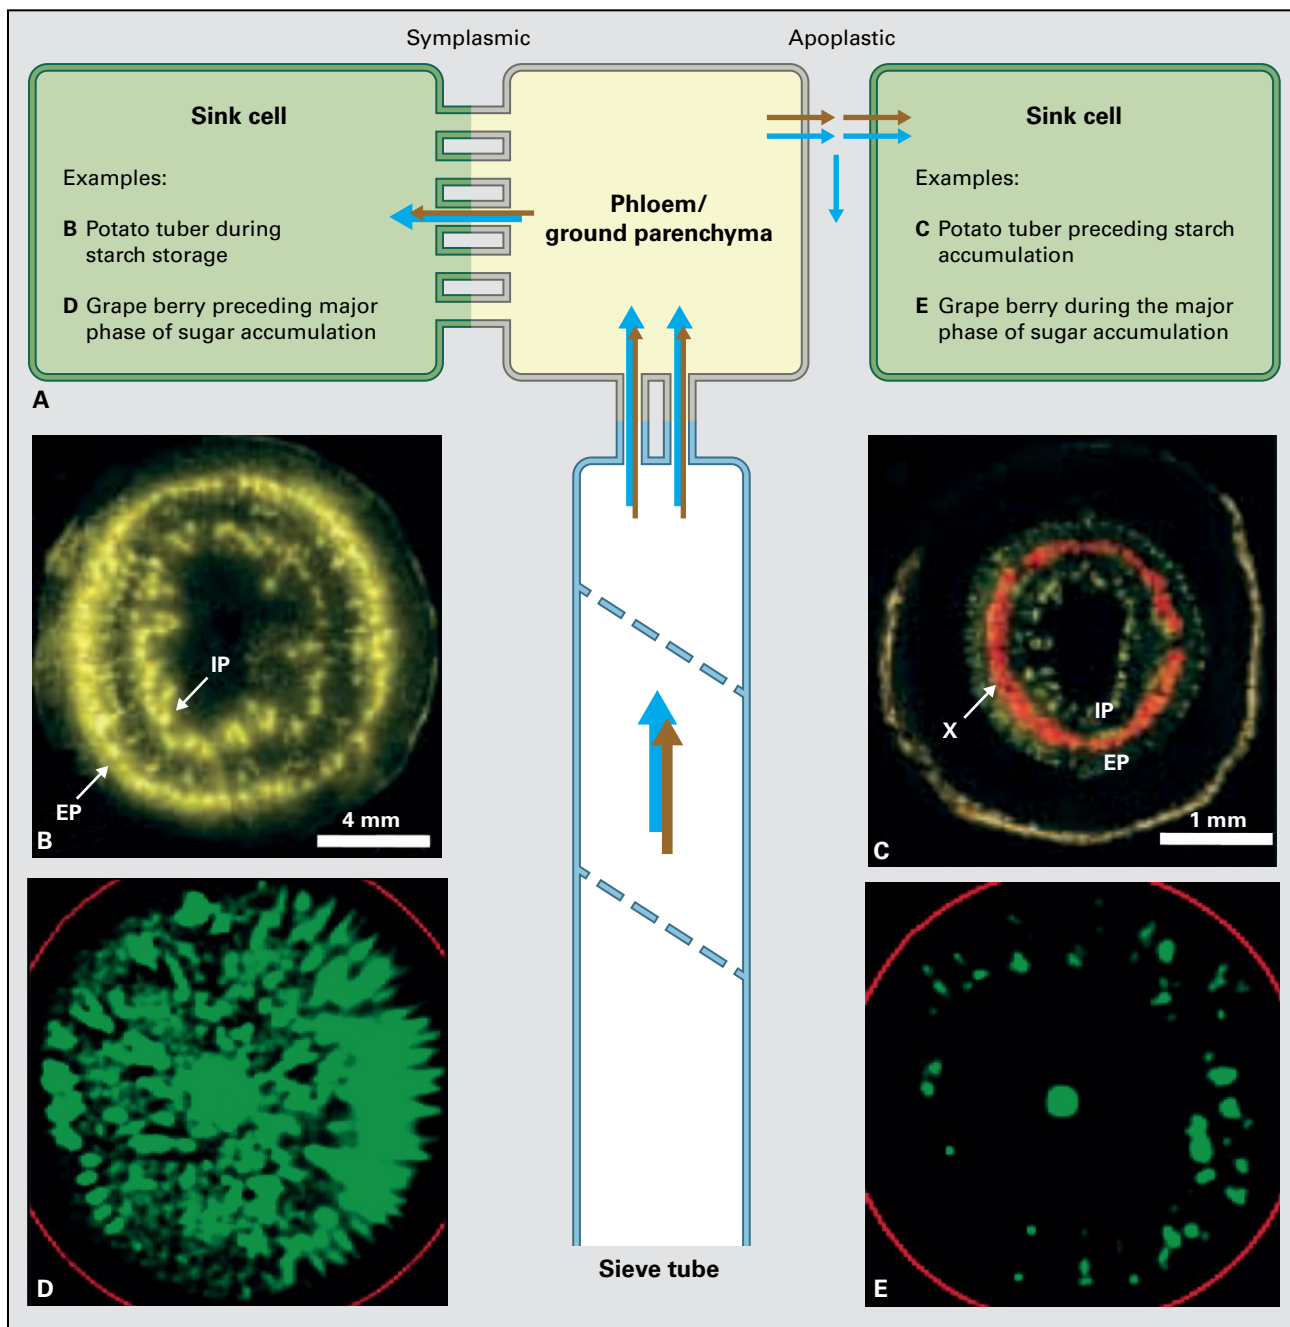 Symplasmic
Apoplastic
Sink cell
Examples:
B Potato tuber during
starch storage
D Grape berry preceding major
phase of sugar accumulation
Phloem/
ground parenchyma
Sink cell
Examples:
C Potato tuber preceding starch
accumulation
E Grape berry during the major
phase of sugar accumulation
A
IP
EP
4 mm
B
X
IP
EP
1 mm
C
D
Sieve tube
E